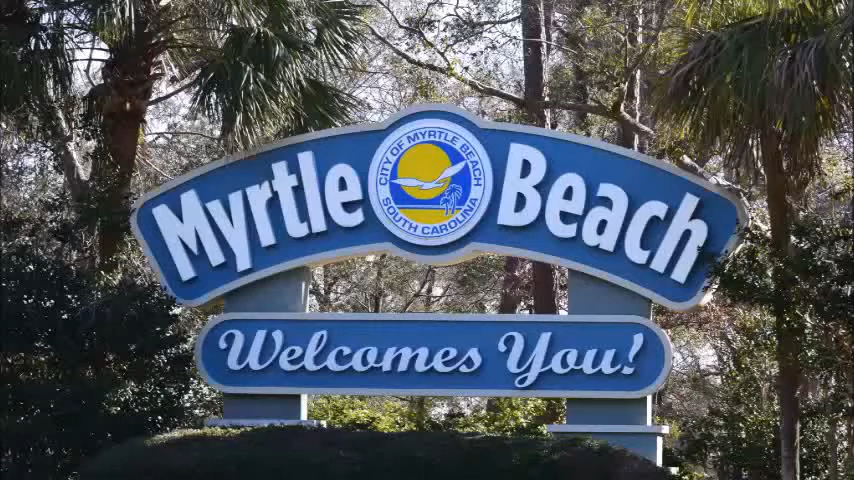 Myrtle Beach
CITY OF MYRTLE BEACH
SOUTH CAROLINA
Welcomes You!